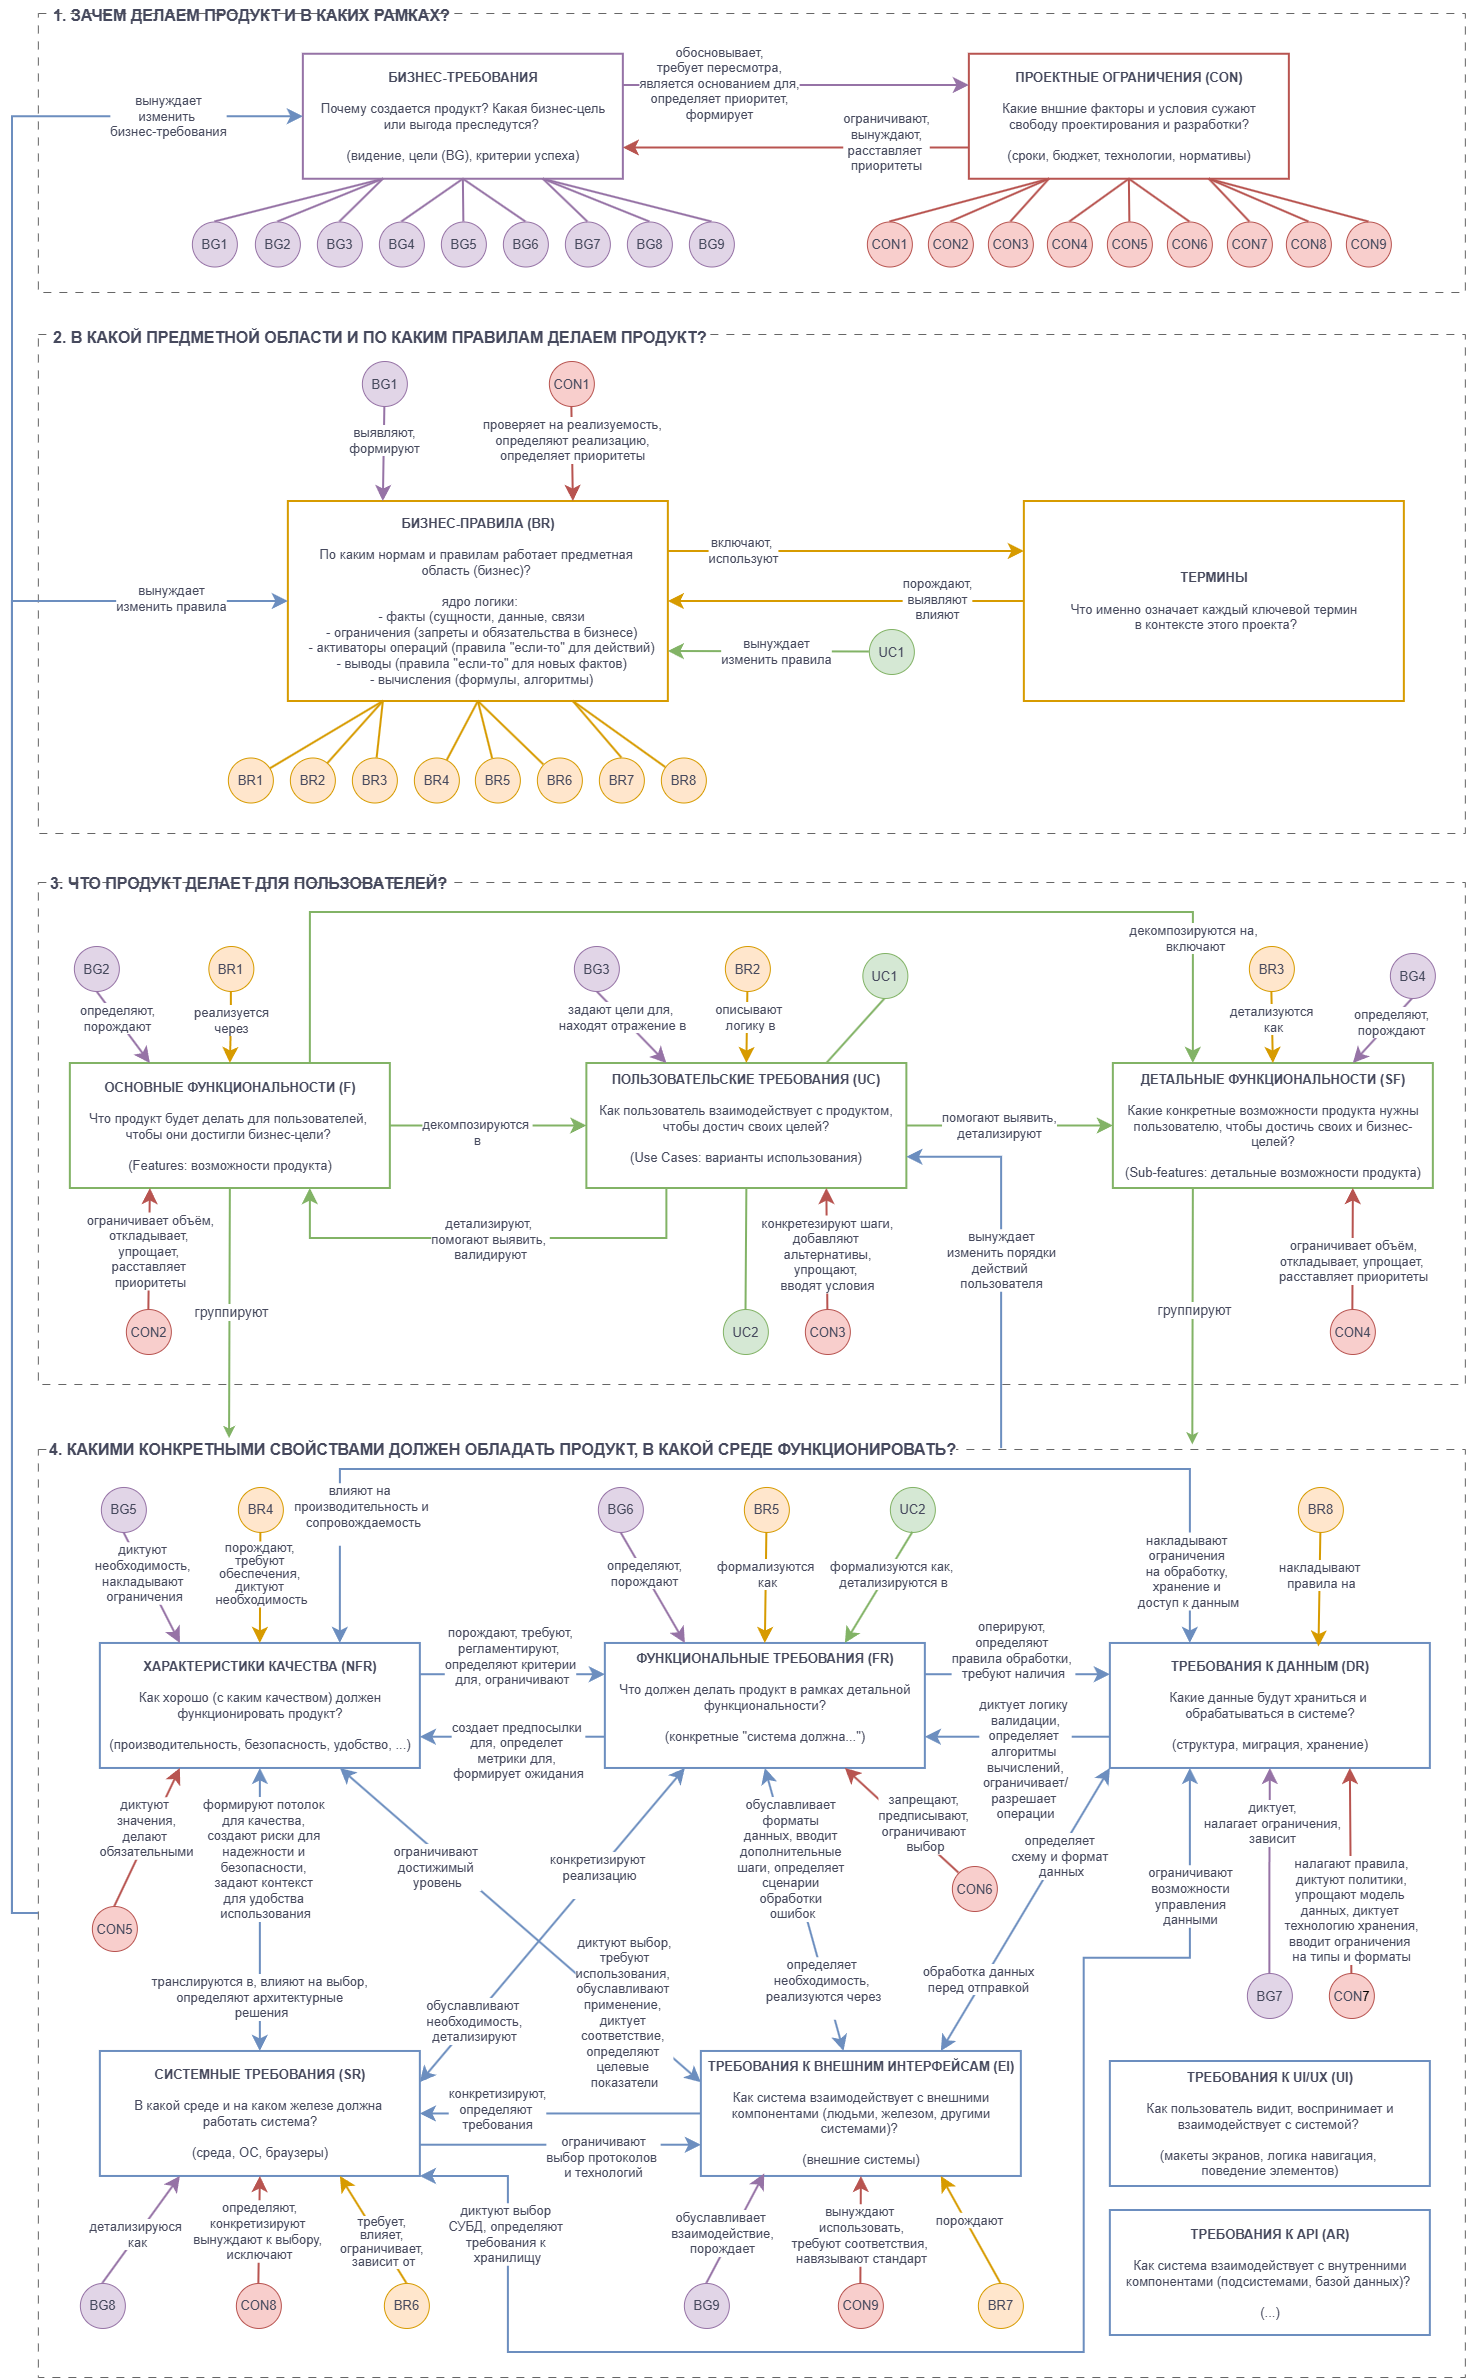 1. ЗАЧЕМ ДЕЛАЕМ ПРОДУКТ И В КАКИХ РАМКАХ?
вынуждает
изменить
бизнес-требования
БИЗНЕС-ТРЕБОВАНИЯ
Почему создается продукт? Какая бизнес-цель
или выгода преследутся?
(видение, цели (BG), критерии успеха)
обосновывает,
требует пересмотра,
является основанием для,
определяет приоритет,
формирует
ограничивают,
вынуждают,
расставляет
приоритеты
ПРОЕКТНЫЕ ОГРАНИЧЕНИЯ (CON)
Какие вншние факторы и условия сужают
свободу проектирования и разработки?
(сроки, бюджет, технологии, нормативы)
BG1
BG2
BG3
BG4
BG5
BG6
BG7
BG8
BG9
CON1
CON2
CON3
CON4
CON5
CON6
CON7
CON8
CON9
2. В КАКОЙ ПРЕДМЕТНОЙ ОБЛАСТИ И ПО КАКИМ ПРАВИЛАМ ДЕЛАЕМ ПРОДУКТ?
BG1
CON1
выявляют,
формируют
проверяет на реализуемость,
определяют реализацию,
определяет приоритеты
вынуждает
изменить правила
БИЗНЕС-ПРАВИЛА (BR)
По каким нормам и правилам работает предметная
область (бизнес)?
ядро логики:
- факты (сущности, данные, связи
- ограничения (запреты и обязательства в бизнесе)
- активаторы операций (правила "если-то" для действий)
- выводы (правила "если-то" для новых фактов)
- вычисления (формулы, алгоритмы)
включают,
используют
порождают,
выявляют
влияют
вынуждает
изменить правила
UC1
ТЕРМИНЫ
Что именно означает каждый ключевой термин
в контексте этого проекта?
BR1
BR2
BR3
BR4
BR5
BR6
BR7
BR8
3. ЧТО ПРОДУКТ ДЕЛАЕТ ДЛЯ ПОЛЬЗОВАТЕЛЕЙ?
декомпозируются на,
включают
BG2
BR1
BG3
BR2
UC1
BR3
BG4
определяют,
порождают
реализуется
через
задают цели для,
находят отражение в
описывают
логику в
детализируются
как
определяют,
порождают
ОСНОВНЫЕ ФУНКЦИОНАЛЬНОСТИ (F)
Что продукт будет делать для пользователей,
чтобы они достигли бизнес-цели?
(Features: возможности продукта)
декомпозируются
в
ПОЛЬЗОВАТЕЛЬСКИЕ ТРЕБОВАНИЯ (UC)
Как пользователь взаимодействует с продуктом,
чтобы достич своих целей?
(Use Cases: варианты использования)
помогают выявить,
детализируют
ДЕТАЛЬНЫЕ ФУНКЦИОНАЛЬНОСТИ (SF)
Какие конкретные возможности продукта нужны
пользователю, чтобы достичь своих и бизнес-
целей?
(Sub-features: детальные возможности продукта)
ограничивает объём,
откладывает,
упрощает,
расставляет
приоритеты
CON2
группируют
детализируют,
помогают выявить,
валидируют
UC2
конкретезируют шаги,
добавляют
альтернативы,
упрощают,
вводят условия
CON3
вынуждает
изменить порядки
действий
пользователя
группируют
ограничивает объём,
откладывает, упрощает,
расставляет приоритеты
CON4
4. КАКИМИ КОНКРЕТНЫМИ СВОЙСТВАМИ ДОЛЖЕН ОБЛАДАТЬ ПРОДУКТ, В КАКОЙ СРЕДЕ ФУНКЦИОНИРОВАТЬ?
BG5
BR4
влияют на
производительность и
сопровождаемость
BG6
BR5
UC2
BR8
диктуют
необходимость,
накладывают
ограничения
порождают,
требуют
обеспечения,
диктуют
необходимость
определяют,
порождают
формализуются
как
формализуются как,
детализируются в
накладывают
ограничения
на обработку,
хранение и
доступ к данным
накладывают
правила на
ХАРАКТЕРИСТИКИ КАЧЕСТВА (NFR)
Как хорошо (с каким качеством) должен
функционировать продукт?
(производительность, безопасность, удобство, ...)
порождают, требуют,
регламентируют,
определяют критерии
для, ограничивают
создает предпосылки
для, определет
метрики для,
формирует ожидания
ФУНКЦИОНАЛЬНЫЕ ТРЕБОВАНИЯ (FR)
Что должен делать продукт в рамках детальной
функциональности?
(конкретные "система должна...")
оперируют,
определяют
правила обработки,
требуют наличия
диктует логику
валидации,
определяет
алгоритмы
вычислений,
ограничивает/
разрешает
операции
ТРЕБОВАНИЯ К ДАННЫМ (DR)
Какие данные будут храниться и
обрабатываться в системе?
(структура, миграция, хранение)
диктуют
значения,
делают
обязательными
CON5
формируют потолок
для качества,
создают риски для
надежности и
безопасности,
задают контекст
для удобства
использования
транслируются в, влияют на выбор,
определяют архитектурные
решения
ограничивают
достижимый
уровень
конкретизируют
реализацию
обуславливает
форматы
данных, вводит
дополнительные
шаги, определяет
сценарии
обработки
ошибок
запрещают,
предписывают,
ограничивают
выбор
CON6
определяет
схему и формат
данных
ограничивают
возможности
управления
данными
диктует,
налагает ограничения,
зависит
BG7
налагают правила,
диктуют политики,
упрощают модель
данных, диктует
технологию хранения,
вводит ограничения
на типы и форматы
CON7
обуславливают
необходимость,
детализируют
диктуют выбор,
требуют
использования,
обуславливают
применение,
диктует
соответствие,
определяют
целевые
показатели
определяет
необходимость,
реализуются через
обработка данных
перед отправкой
СИСТЕМНЫЕ ТРЕБОВАНИЯ (SR)
В какой среде и на каком железе должна
работать система?
(среда, ОС, браузеры)
конкретизируют,
определяют
требования
ограничивают
выбор протоколов
и технологий
ТРЕБОВАНИЯ К ВНЕШНИМ ИНТЕРФЕЙСАМ (EI)
Как система взаимодействует с внешними
компонентами (людьми, железом, другими
системами)?
(внешние системы)
ТРЕБОВАНИЯ К UI/UX (UI)
Как пользователь видит, воспринимает и
взаимодействует с системой?
(макеты экранов, логика навигация,
поведение элементов)
детализируюся
как
BG8
определяют,
конкретизируют
вынуждают к выбору,
исключают
CON8
требует,
влияет,
ограничивает,
зависит от
BR6
диктуют выбор
СУБД, определяют
требования к
хранилищу
обуславливает
взаимодействие,
порождает
BG9
вынуждают
использовать,
требуют соответствия,
навязывают стандарт
CON9
порождают
BR7
ТРЕБОВАНИЯ К API (AR)
Как система взаимодействует с внутренними
компонентами (подсистемами, базой данных)?
(...)